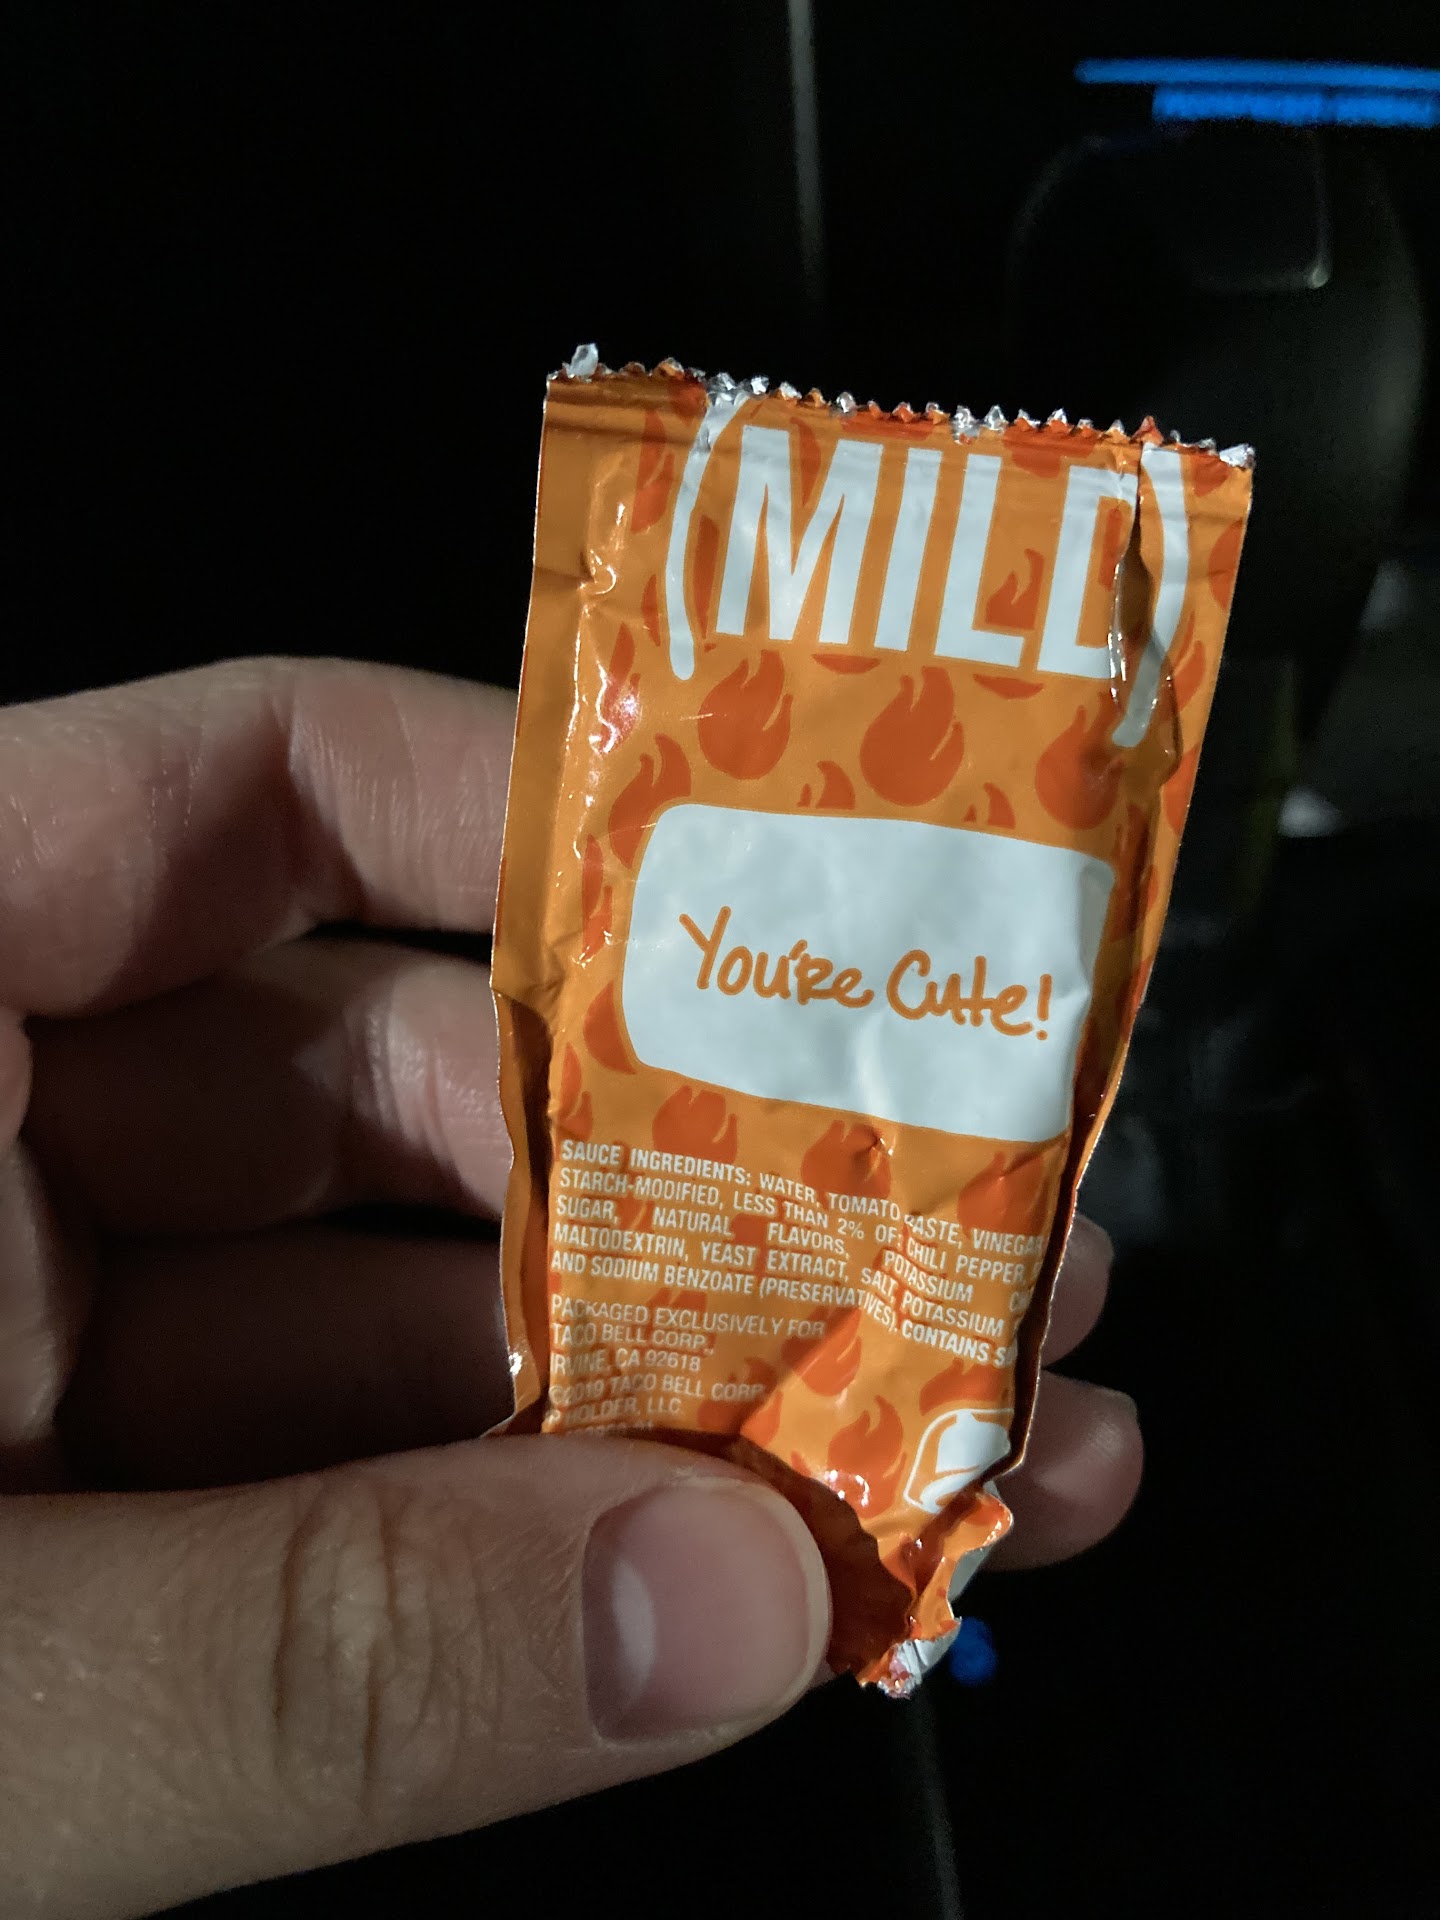 (MILD)
You're Cute!
SAUCE INGREDIENTS: WATER, TOMATO PASTE, VINEGAR
STARCH-MODIFIED, LESS THAN 2% OF: CHILI PEPPER,
SUGAR, NATURAL FLAVORS, POTASSIUM
MALTODEXTRIN, YEAST EXTRACT, SALT, POTASSIUM
AND SODIUM BENZOATE (PRESERVATIVES). CONTAINS
PACKAGED EXCLUSIVELY FOR
TACO BELL CORP.,
IRVINE, CA 92618
©2019 TACO BELL CORP.
HOLDER, LLC.